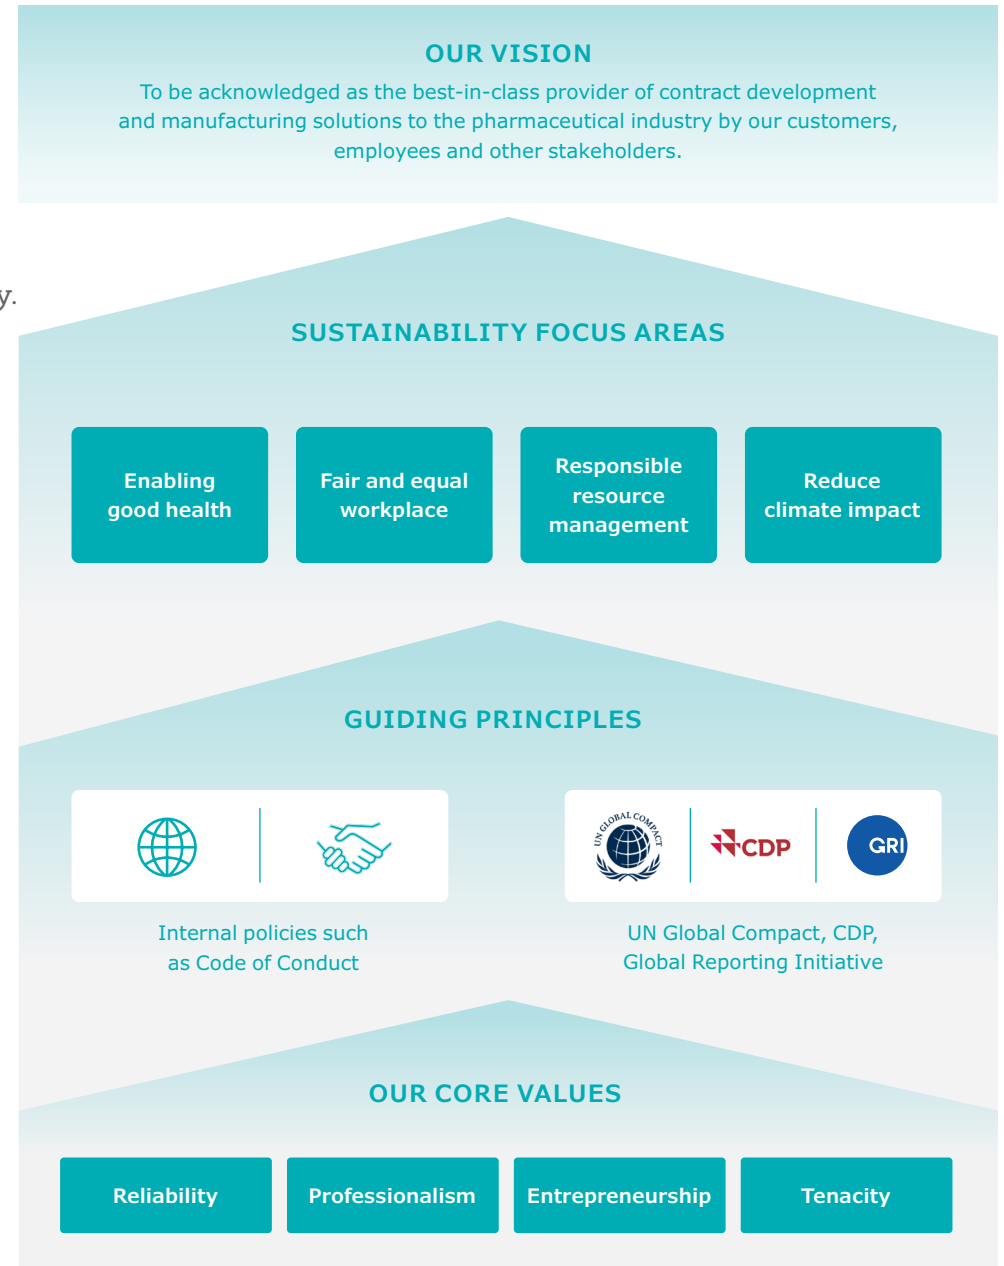 OUR VISION
To be acknowledged as the best-in-class provider of contract development
and manufacturing solutions to the pharmaceutical industry by our customers,
employees and other stakeholders.
y.
SUSTAINABILITY FOCUS AREAS
Enabling
good health
Fair and equal
workplace
Responsible
resource
management
Reduce
climate impact
GUIDING PRINCIPLES
UN GLOBAL COMPACT
CDP
GRI
Internal policies such
as Code of Conduct
UN Global Compact, CDP,
Global Reporting Initiative
OUR CORE VALUES
Reliability
Professionalism
Entrepreneurship
Tenacity